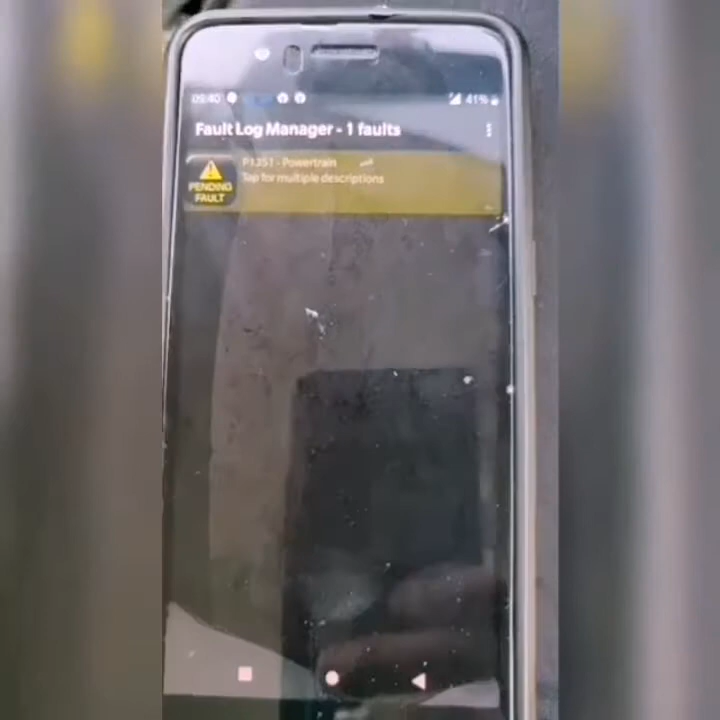 09:40
41%
Fault Log Manager - 1 faults
P1351 - Powertrain
Tap for multiple descriptions
PENDING
FAULT